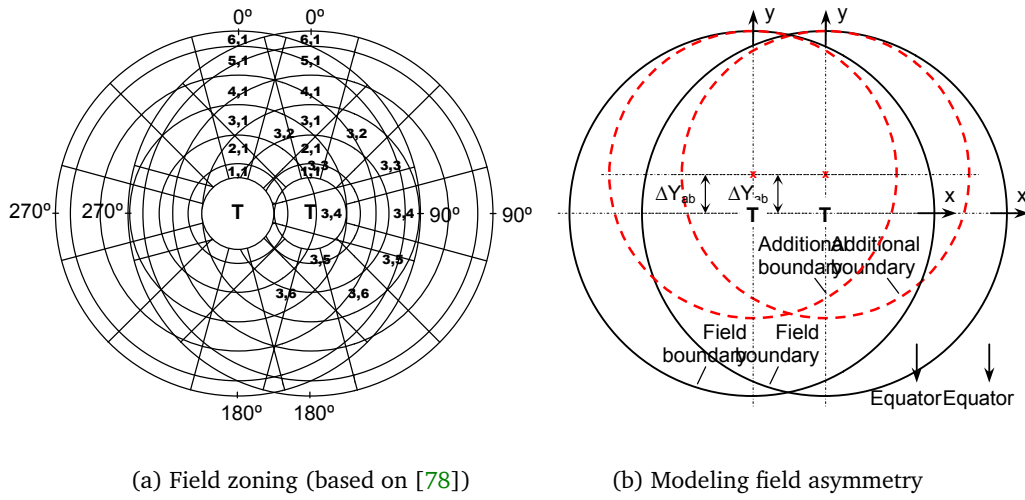 0º 0º
6,1 6,1
5,1 5,1
4,1 4,1
3,1 3,1
3,2 3,2
2,1 2,1
3,3 3,3
1,1 1,1
270º 270º T T 3,4 3,4 90º 90º
3,5 3,5
3,6 3,6
180º 180º
(a) Field zoning (based on [78])
y y
x x
ΔYab ΔYab
T T
Additional Additional
boundary boundary
Field Field
boundary boundary
Equator Equator
(b) Modeling field asymmetry